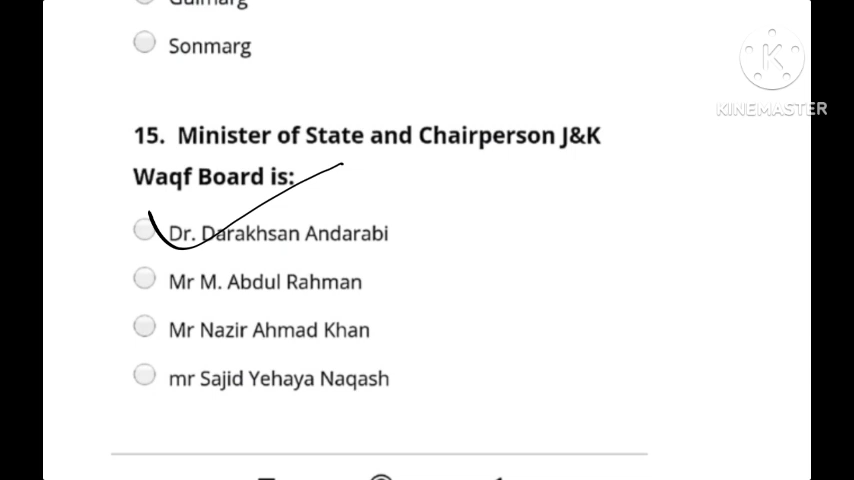 Gulmarg
Sonmarg
KINEMASTER
15. Minister of State and Chairperson J&K
Waqf Board is:
Dr. Darakhsan Andarabi
Mr M. Abdul Rahman
Mr Nazir Ahmad Khan
mr Sajid Yehaya Naqash